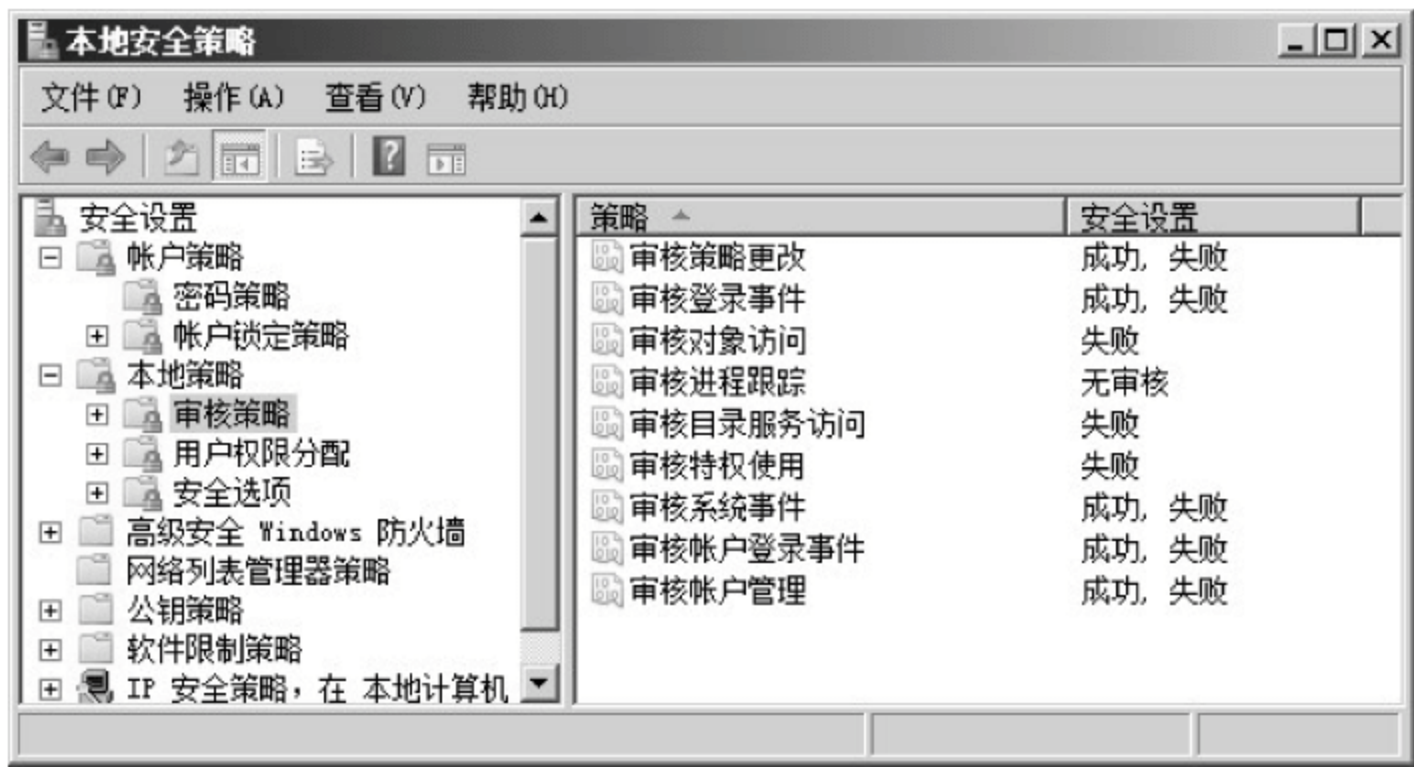 本地安全策略
文件(F) 操作(A) 查看(V) 帮助(H)
安全设置
帐户策略
密码策略
帐户锁定策略
本地策略
审核策略
用户权限分配
安全选项
高级安全 Windows 防火墙
网络列表管理器策略
公钥策略
软件限制策略
IP 安全策略，在 本地计算机
策略 安全设置
审核策略更改 成功, 失败
审核登录事件 成功, 失败
审核对象访问 失败
审核进程跟踪 无审核
审核目录服务访问 失败
审核特权使用 失败
审核系统事件 成功, 失败
审核帐户登录事件 成功, 失败
审核帐户管理 成功, 失败